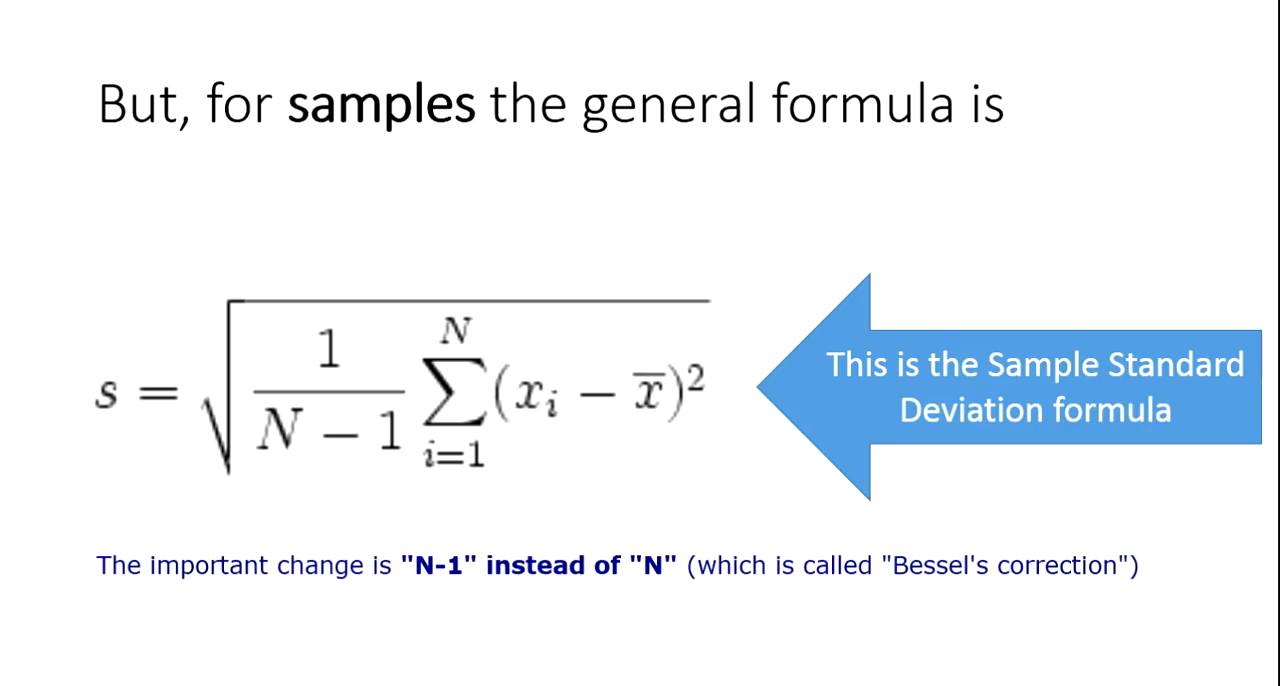 But, for samples the general formula is
s = √(1/(N − 1) ∑_{i=1}^{N} (x_i − x̅)²)
This is the Sample Standard
Deviation formula
The important change is "N-1" instead of "N" (which is called "Bessel's correction")